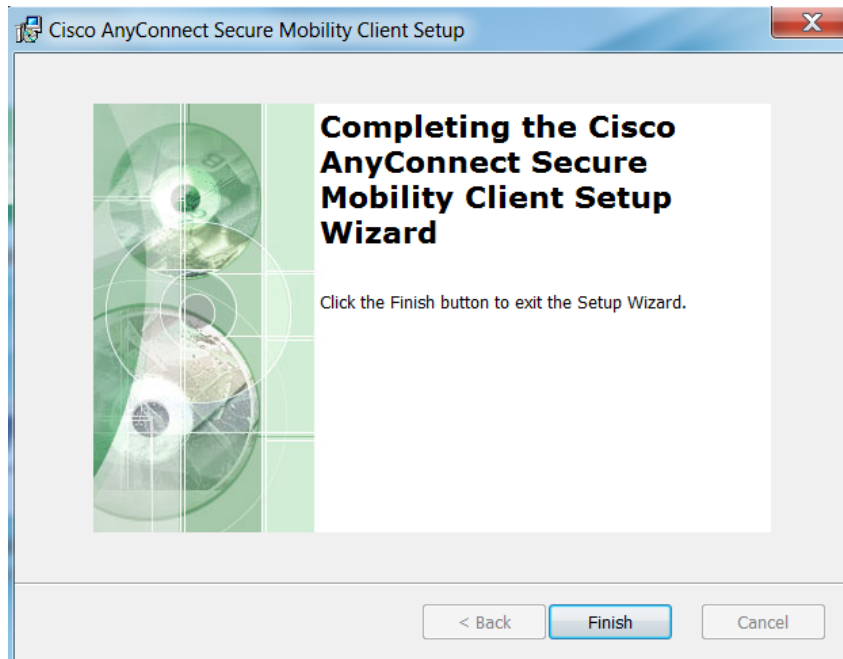 Cisco AnyConnect Secure Mobility Client Setup
X
Completing the Cisco
AnyConnect Secure
Mobility Client Setup
Wizard
Click the Finish button to exit the Setup Wizard.
< Back
Finish
Cancel